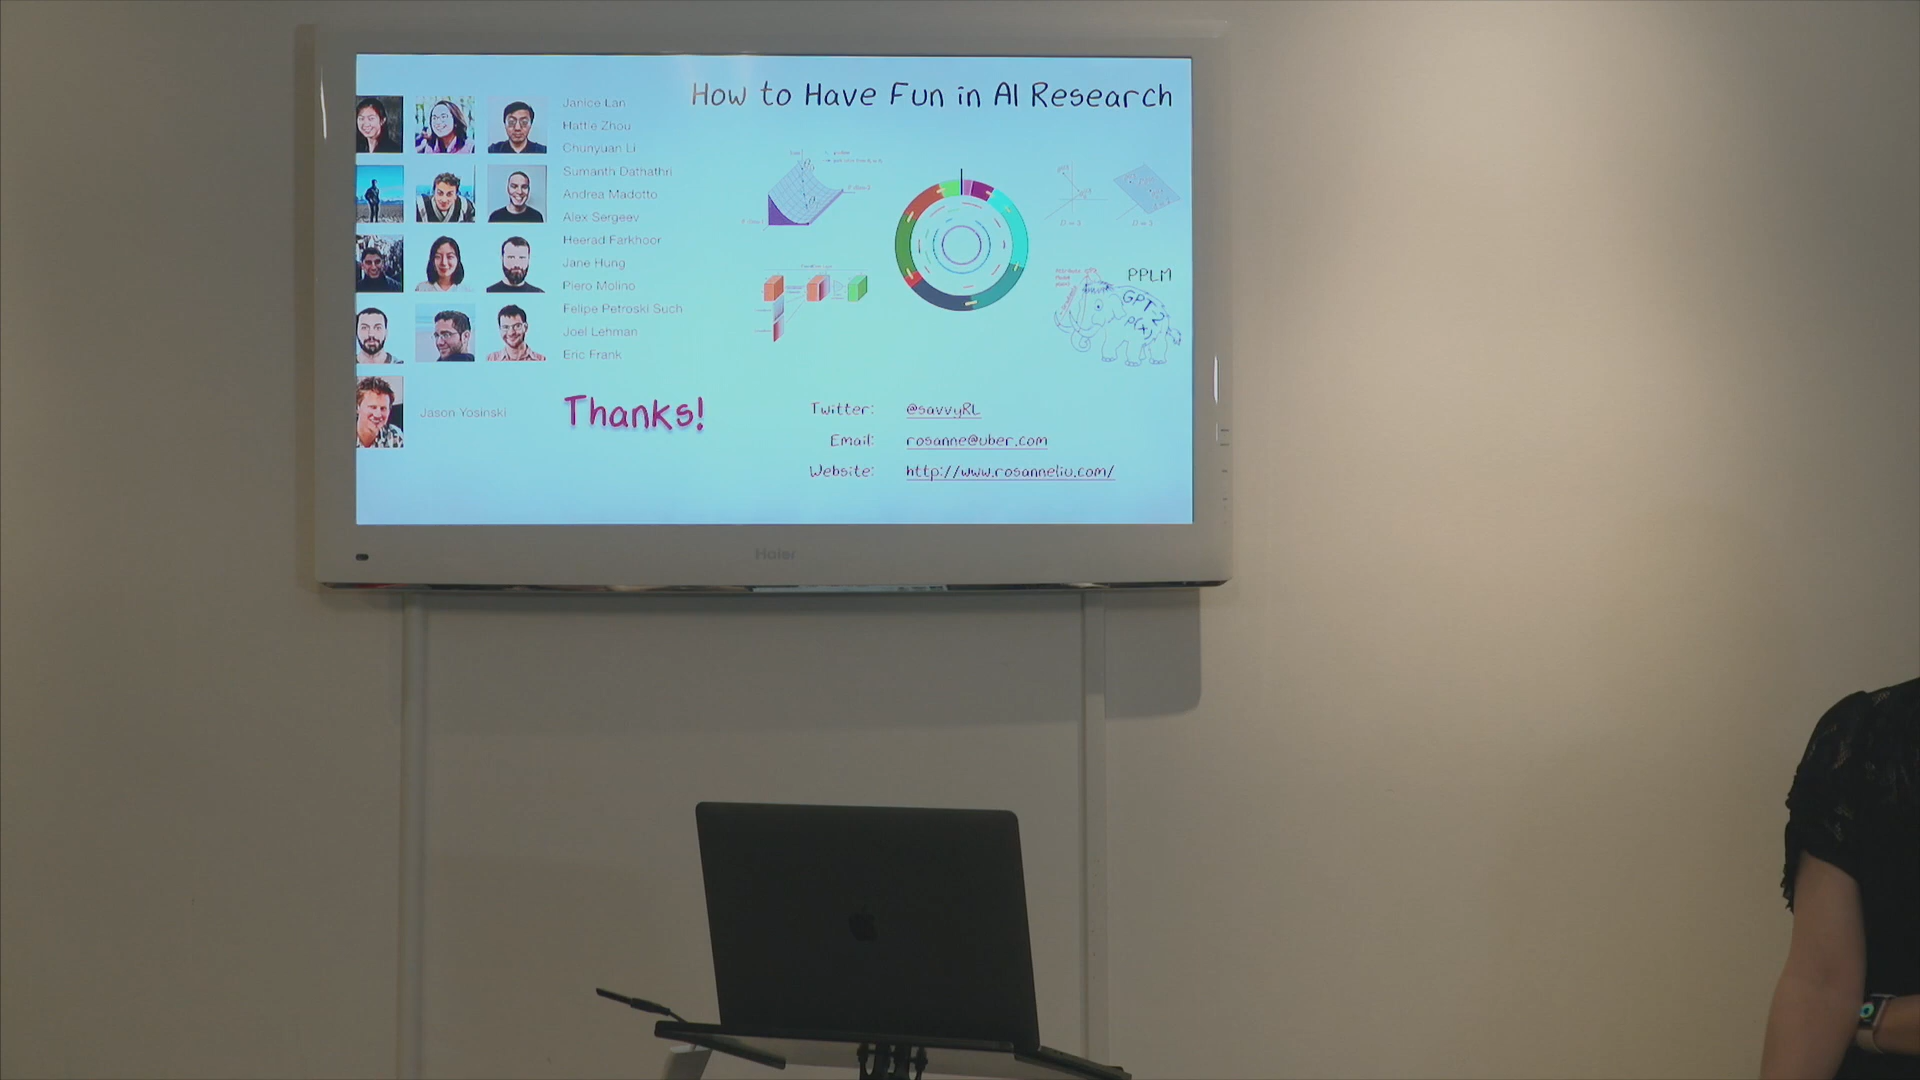 How to Have Fun in AI Research
Janice Lan
Hattie Zhou
Chunyuan Li
Sumanth Dathathri
Andrea Madotto
Alex Sergeev
Heerad Farkhoor
Jane Hung
Piero Molino
Felipe Petroski Such
Joel Lehman
Eric Frank
Jason Yosinski
PPLM
GPT-2
p(x)
Thanks!
Twitter: @savvyRL
Email: rosanne@uber.com
Website: http://www.rosanneliu.com/
Haier